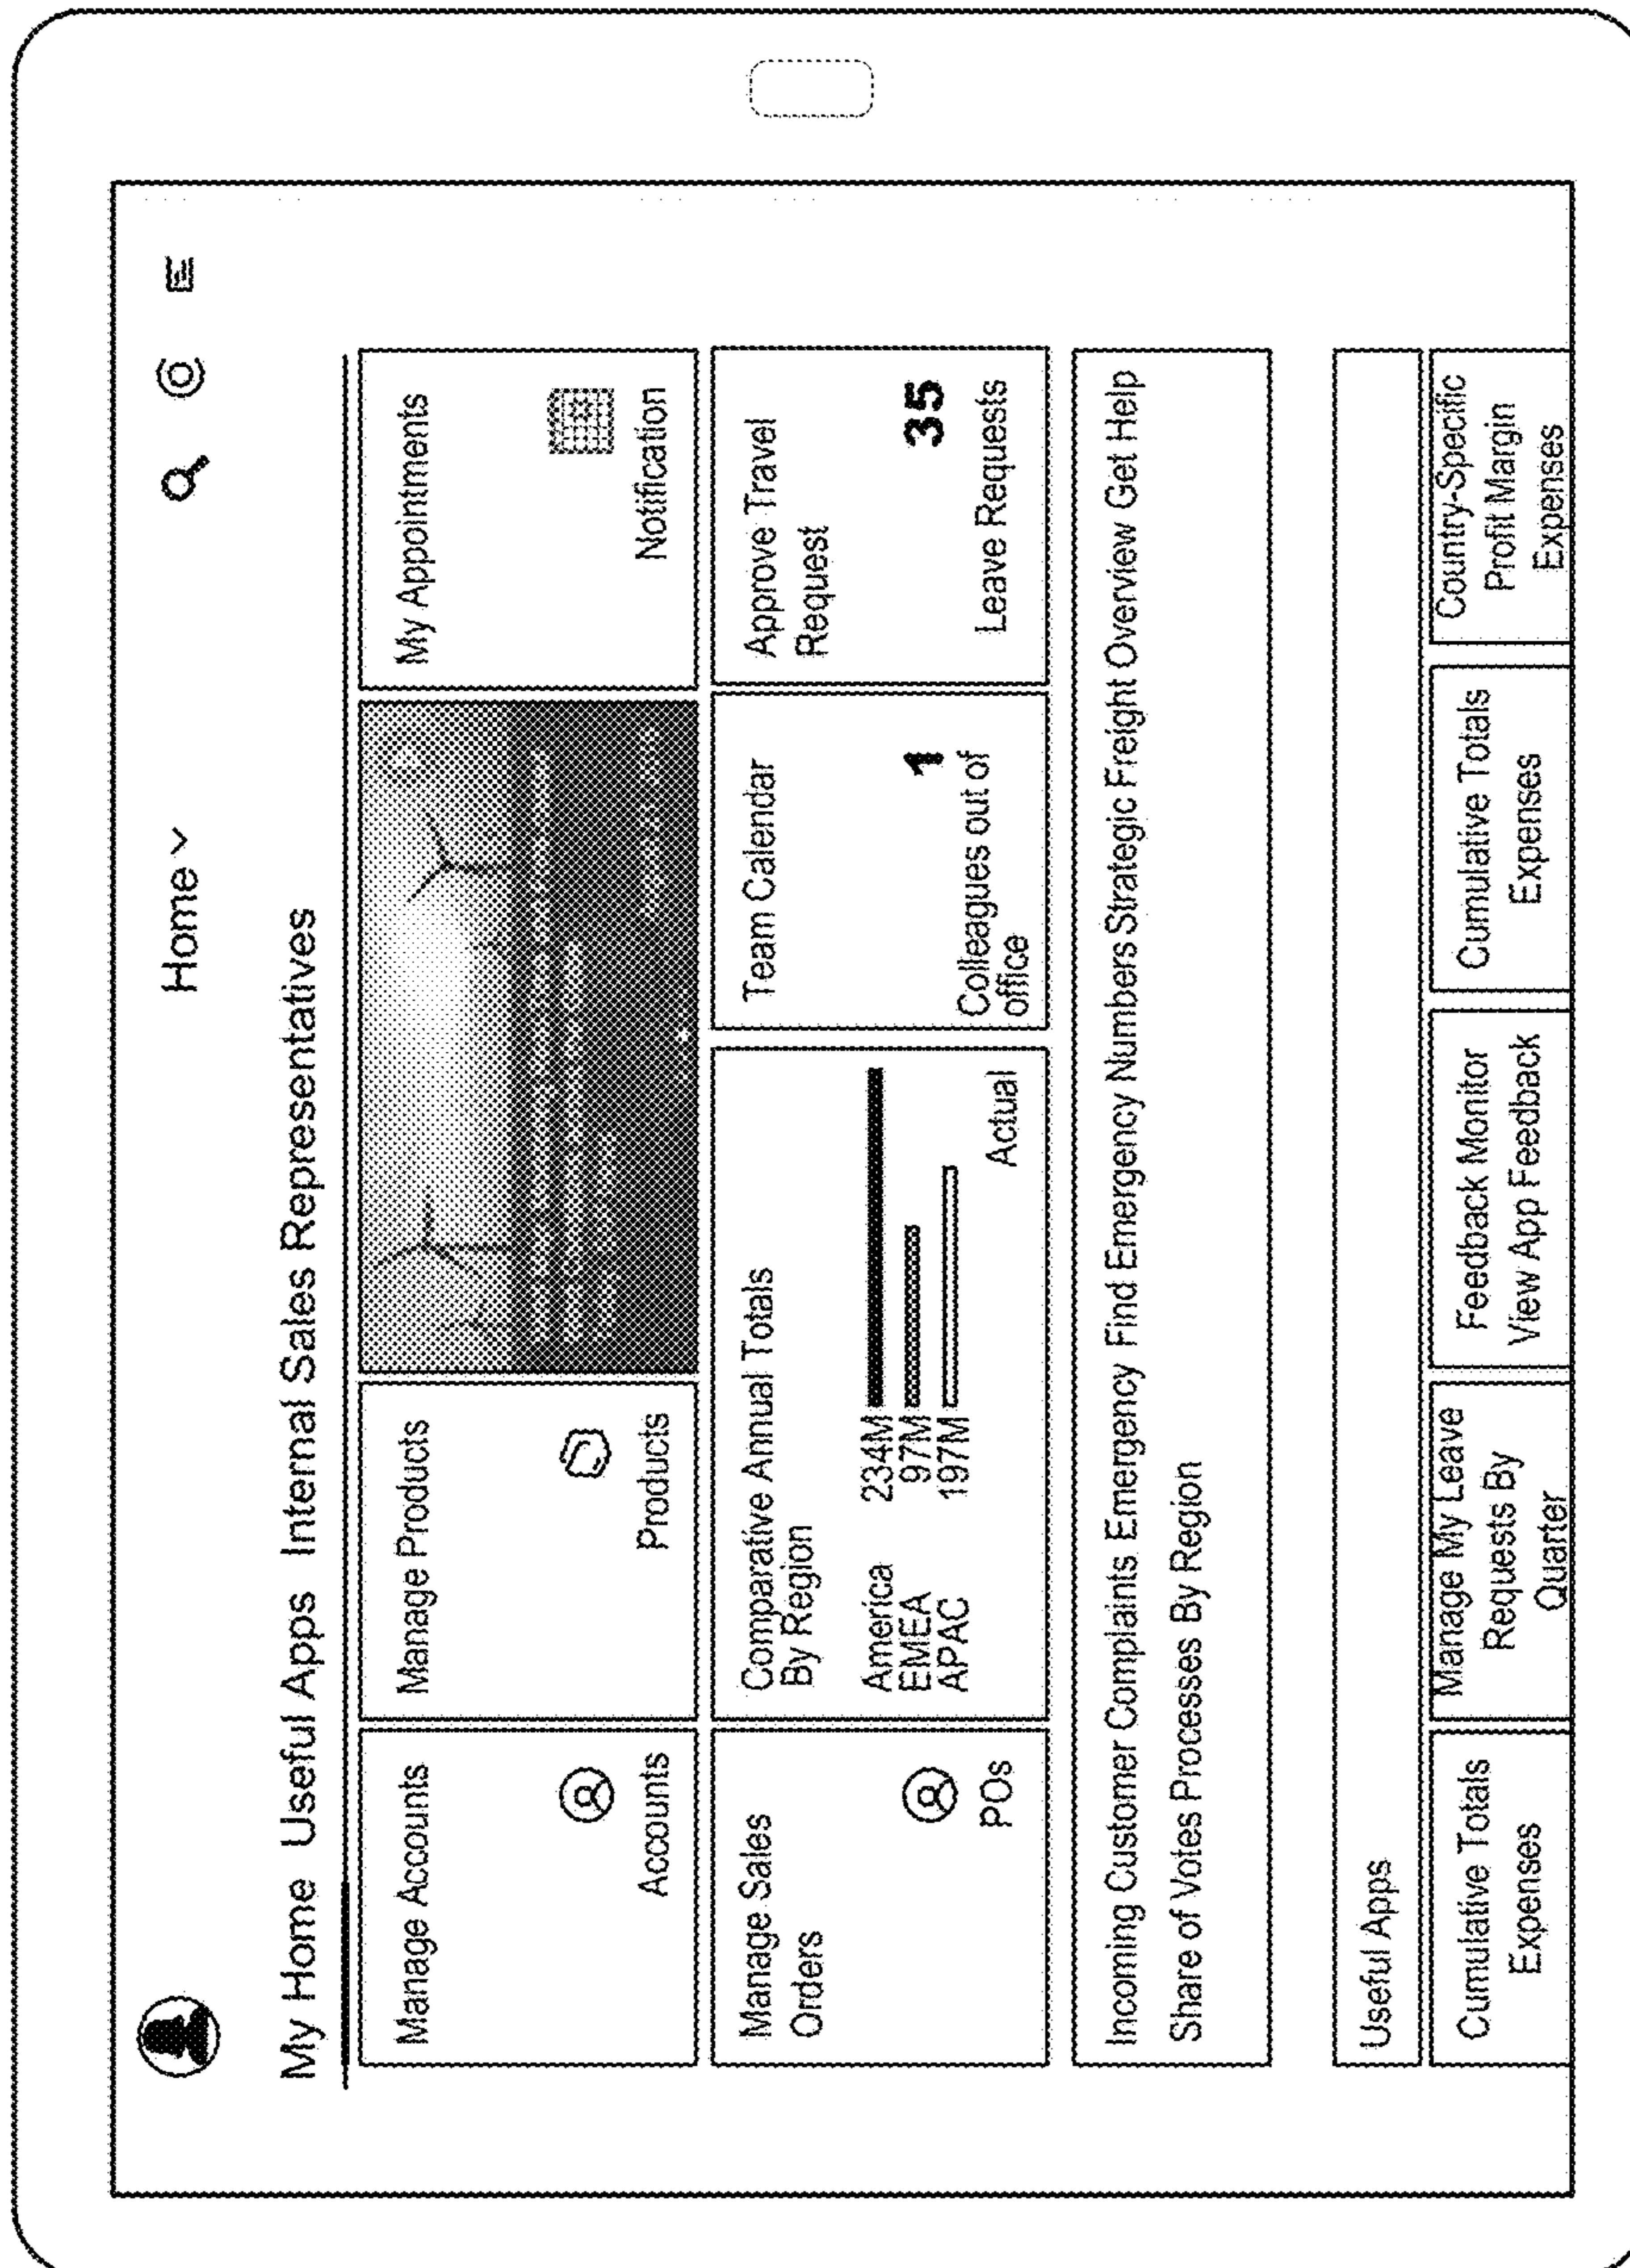 Home
My Home Useful Apps Internal Sales Representatives
Manage Accounts
Accounts
Manage Products
Products
My Appointments
Notification
Manage Sales
Orders
POs
Comparative Annual Totals
By Region
America 234M
EMEA 97M
APAC 197M
Actual
Team Calendar
1
Colleagues out of
office
Approve Travel
Request
35
Leave Requests
Incoming Customer Complaints Emergency Find Emergency Numbers Strategic Freight Overview Get Help
Share of Votes Processes By Region
Useful Apps
Cumulative Totals
Expenses
Manage My Leave
Requests By
Quarter
Feedback Monitor
View App Feedback
Cumulative Totals
Expenses
Country-Specific
Profit Margin
Expenses